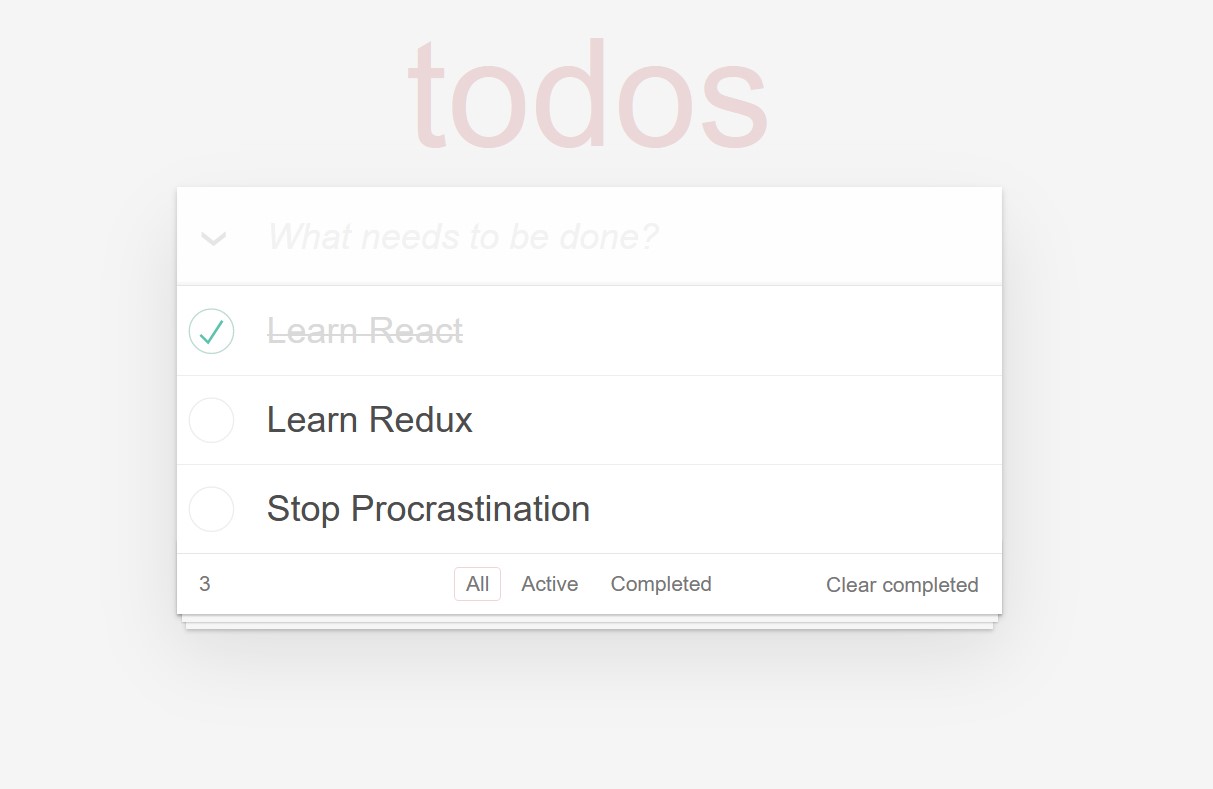 todos
What needs to be done?
Learn React
Learn Redux
Stop Procrastination
3 All Active Completed Clear completed